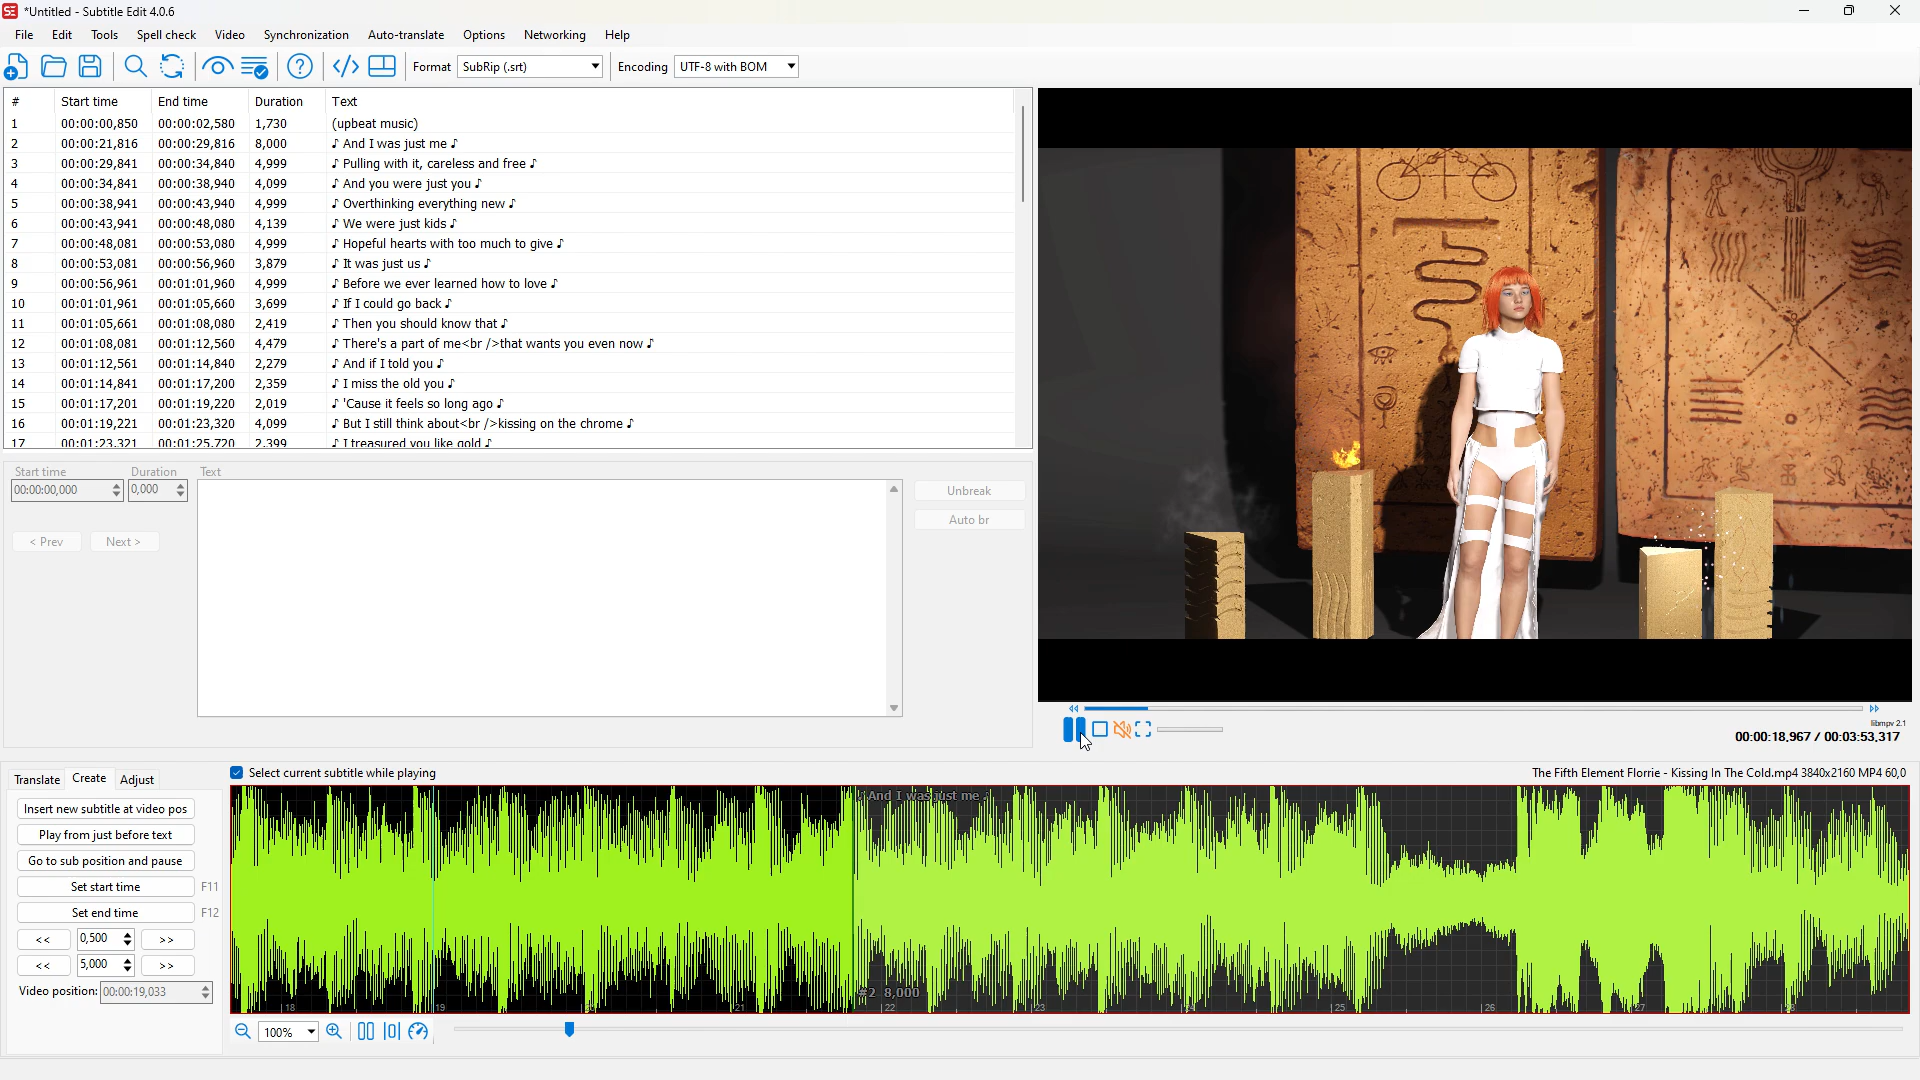 *Untitled - Subtitle Edit 4.0.6
File Edit Tools Spell check Video Synchronization Auto-translate Options Networking Help
Format SubRip (.srt) Encoding UTF-8 with BOM
# Start time End time Duration Text
1 00:00:00,850 00:00:02,580 1,730 (upbeat music)
2 00:00:21,816 00:00:29,816 8,000 ♪ And I was just me ♪
3 00:00:29,841 00:00:34,840 4,999 ♪ Pulling with it, careless and free ♪
4 00:00:34,841 00:00:38,940 4,099 ♪ And you were just you ♪
5 00:00:38,941 00:00:43,940 4,999 ♪ Overthinking everything new ♪
6 00:00:43,941 00:00:48,080 4,139 ♪ We were just kids ♪
7 00:00:48,081 00:00:53,080 4,999 ♪ Hopeful hearts with too much to give ♪
8 00:00:53,081 00:00:56,960 3,879 ♪ It was just us ♪
9 00:00:56,961 00:01:01,960 4,999 ♪ Before we ever learned how to love ♪
10 00:01:01,961 00:01:05,660 3,699 ♪ If I could go back ♪
11 00:01:05,661 00:01:08,080 2,419 ♪ Then you should know that ♪
12 00:01:08,081 00:01:12,560 4,479 ♪ There's a part of me<br />that wants you even now ♪
13 00:01:12,561 00:01:14,840 2,279 ♪ And if I told you ♪
14 00:01:14,841 00:01:17,200 2,359 ♪ I miss the old you ♪
15 00:01:17,201 00:01:19,220 2,019 ♪ 'Cause it feels so long ago ♪
16 00:01:19,221 00:01:23,320 4,099 ♪ But I still think about<br />kissing on the chrome ♪
17 00:01:23,321 00:01:25,720 2,399 ♪ I treasured you like gold ♪
Start time Duration Text
00:00:00,000 0,000
Unbreak
Auto br
< Prev Next >
libmpv 2.1
00:00:18,967 / 00:03:53,317
Translate Create Adjust
Select current subtitle while playing
The Fifth Element Florrie - Kissing In The Cold.mp4 3840x2160 MP4 60,0
Insert new subtitle at video pos
Play from just before text
Go to sub position and pause
Set start time F11
Set end time F12
<< 0,500 >>
<< 5,000 >>
Video position: 00:00:19,033
♪ And I was just me ♪
#2 8,000
18 19 20 21 22 23 24 25 26 27 28
100%